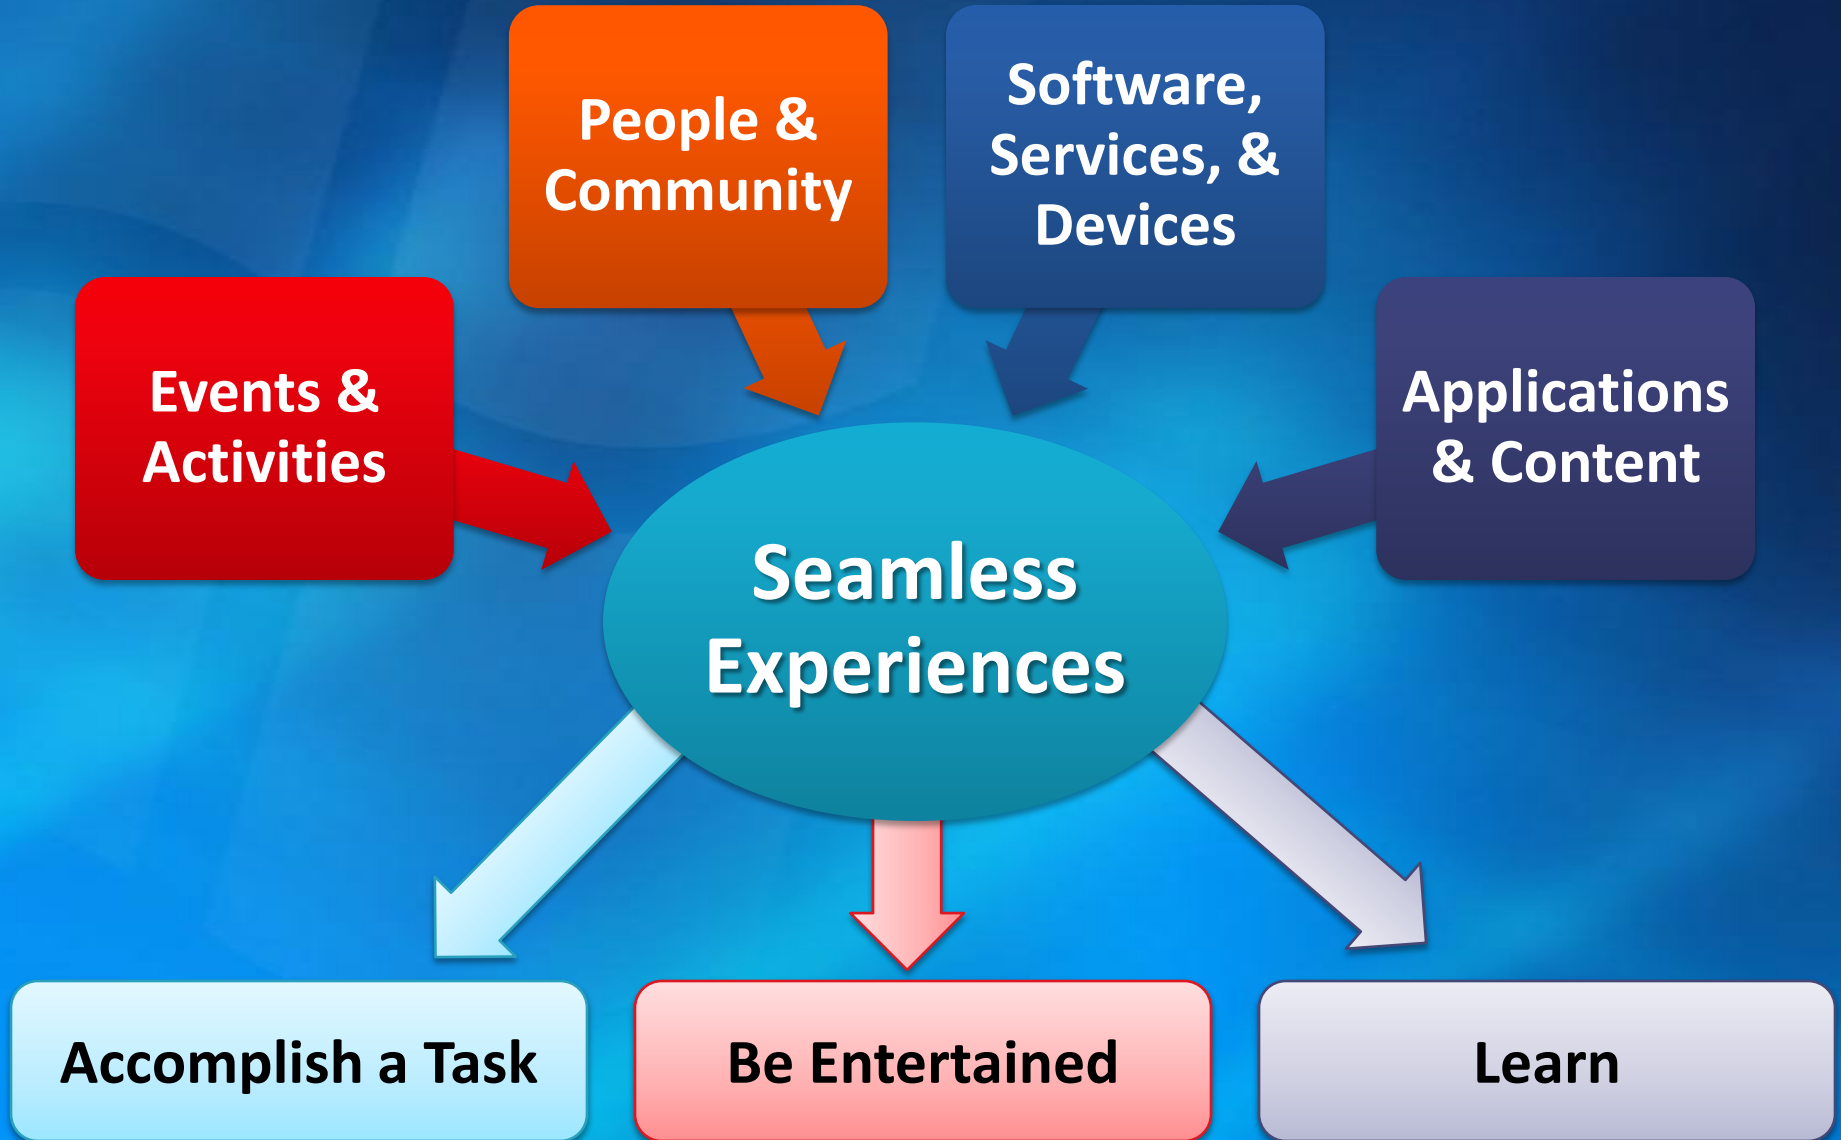 People &
Community
Software,
Services, &
Devices
Events &
Activities
Applications
& Content
Seamless
Experiences
Accomplish a Task
Be Entertained
Learn